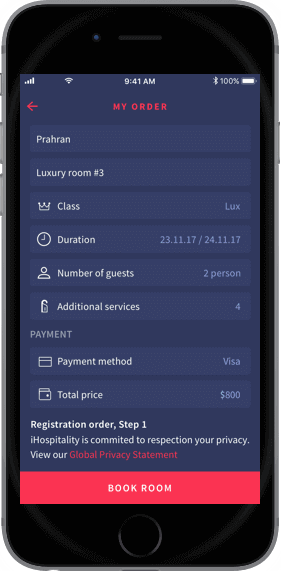 9:41 AM
100%
MY ORDER
Prahran
Luxury room #3
Class Lux
Duration 23.11.17 / 24.11.17
Number of guests 2 person
Additional services 4
PAYMENT
Payment method Visa
Total price $800
Registration order, Step 1
iHospitality is commited to respection your privacy.
View our Global Privacy Statement
BOOK ROOM